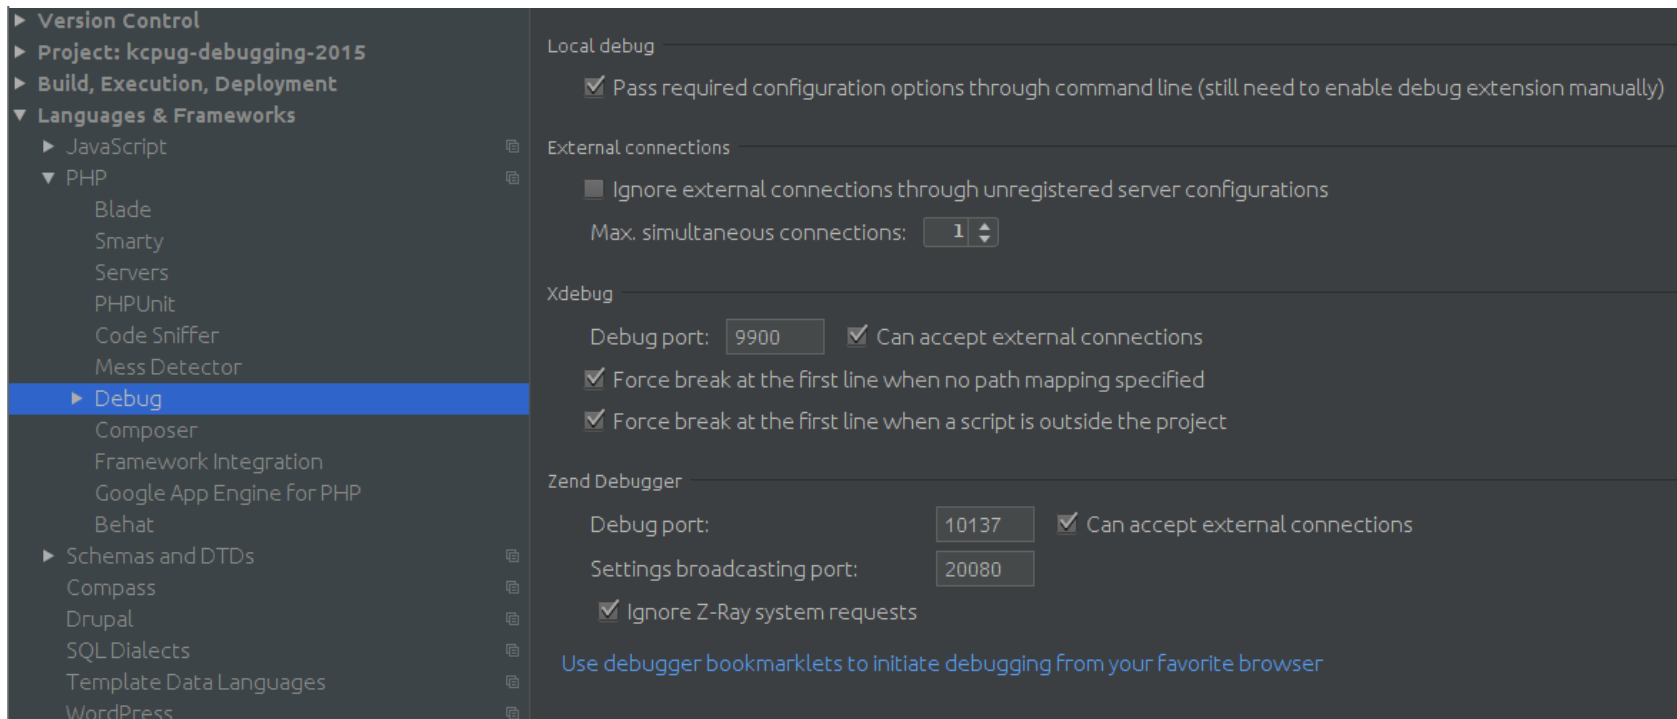 Version Control
Project: kcpug-debugging-2015
Build, Execution, Deployment
Languages & Frameworks
JavaScript
PHP
Blade
Smarty
Servers
PHPUnit
Code Sniffer
Mess Detector
Debug
Composer
Framework Integration
Google App Engine for PHP
Behat
Schemas and DTDs
Compass
Drupal
SQL Dialects
Template Data Languages
WordPress
Local debug
Pass required configuration options through command line (still need to enable debug extension manually)
External connections
Ignore external connections through unregistered server configurations
Max. simultaneous connections: 1
Xdebug
Debug port: 9900 Can accept external connections
Force break at the first line when no path mapping specified
Force break at the first line when a script is outside the project
Zend Debugger
Debug port: 10137 Can accept external connections
Settings broadcasting port: 20080
Ignore Z-Ray system requests
Use debugger bookmarklets to initiate debugging from your favorite browser